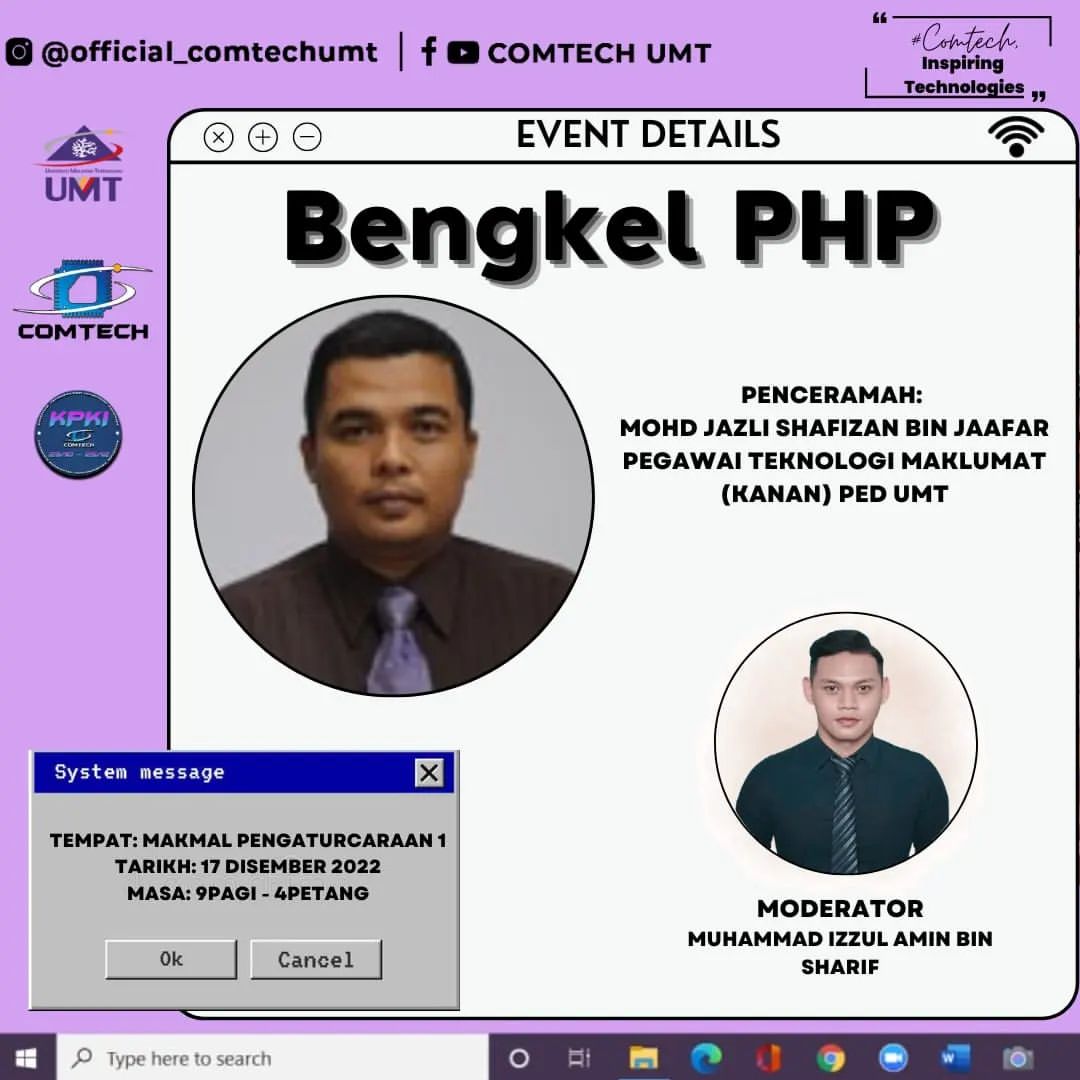 @official_comtechumt | COMTECH UMT
“ #Comtech,
Inspiring
Technologies „
EVENT DETAILS
UMT
Bengkel PHP
COMTECH
KPKI
COMTECH
PENCERAMAH:
MOHD JAZLI SHAFIZAN BIN JAAFAR
PEGAWAI TEKNOLOGI MAKLUMAT
(KANAN) PED UMT
System message
TEMPAT: MAKMAL PENGATURCARAAN 1
TARIKH: 17 DISEMBER 2022
MASA: 9PAGI - 4PETANG
Ok
Cancel
MODERATOR
MUHAMMAD IZZUL AMIN BIN
SHARIF
Type here to search